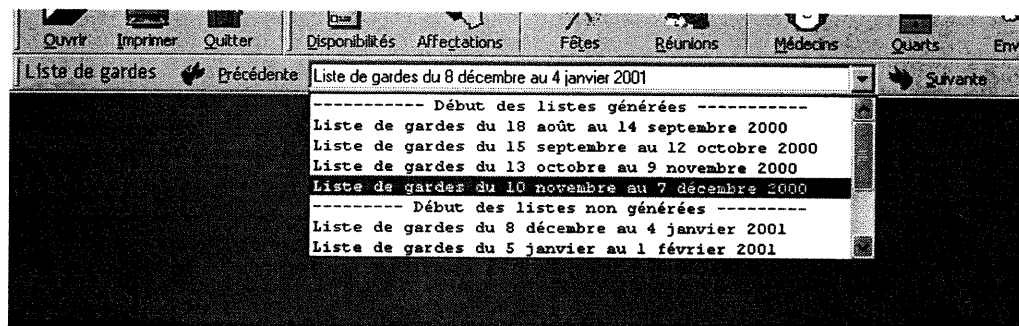 Ouvrir Imprimer Quitter Disponibilités Affectations Fêtes Réunions Médecins Quarts
Liste de gardes Précédente Liste de gardes du 8 décembre au 4 janvier 2001 Suivante
----------- Début des listes générées -----------
Liste de gardes du 18 août au 14 septembre 2000
Liste de gardes du 15 septembre au 12 octobre 2000
Liste de gardes du 13 octobre au 9 novembre 2000
Liste de gardes du 10 novembre au 7 décembre 2000
--------- Début des listes non générées ---------
Liste de gardes du 8 décembre au 4 janvier 2001
Liste de gardes du 5 janvier au 1 février 2001